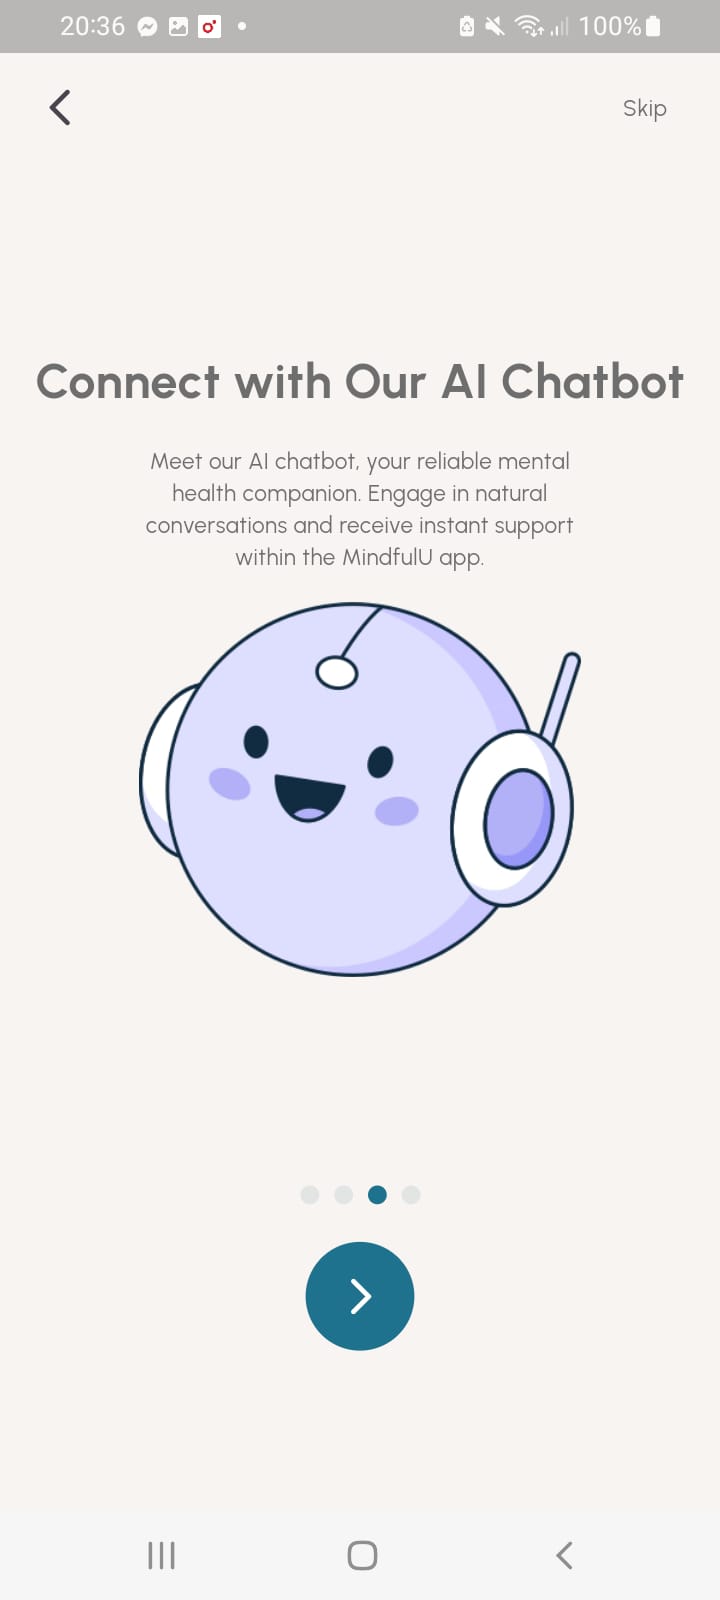 20:36
100%
Skip
Connect with Our AI Chatbot
Meet our AI chatbot, your reliable mental
health companion. Engage in natural
conversations and receive instant support
within the MindfulU app.